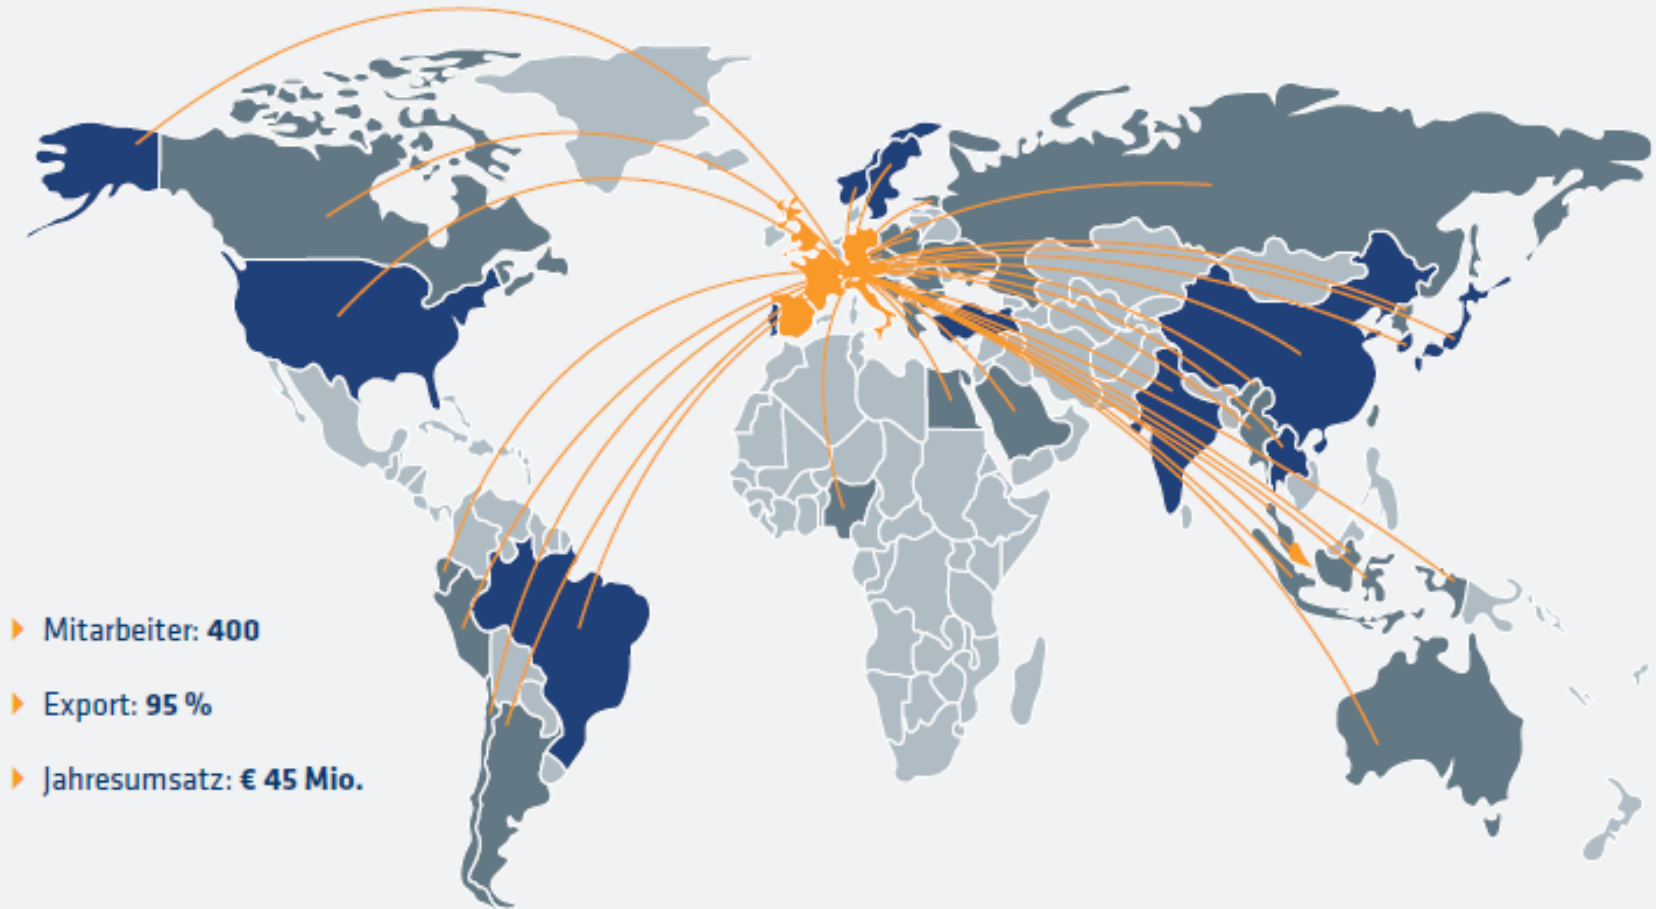 Mitarbeiter: 400
Export: 95 %
Jahresumsatz: € 45 Mio.